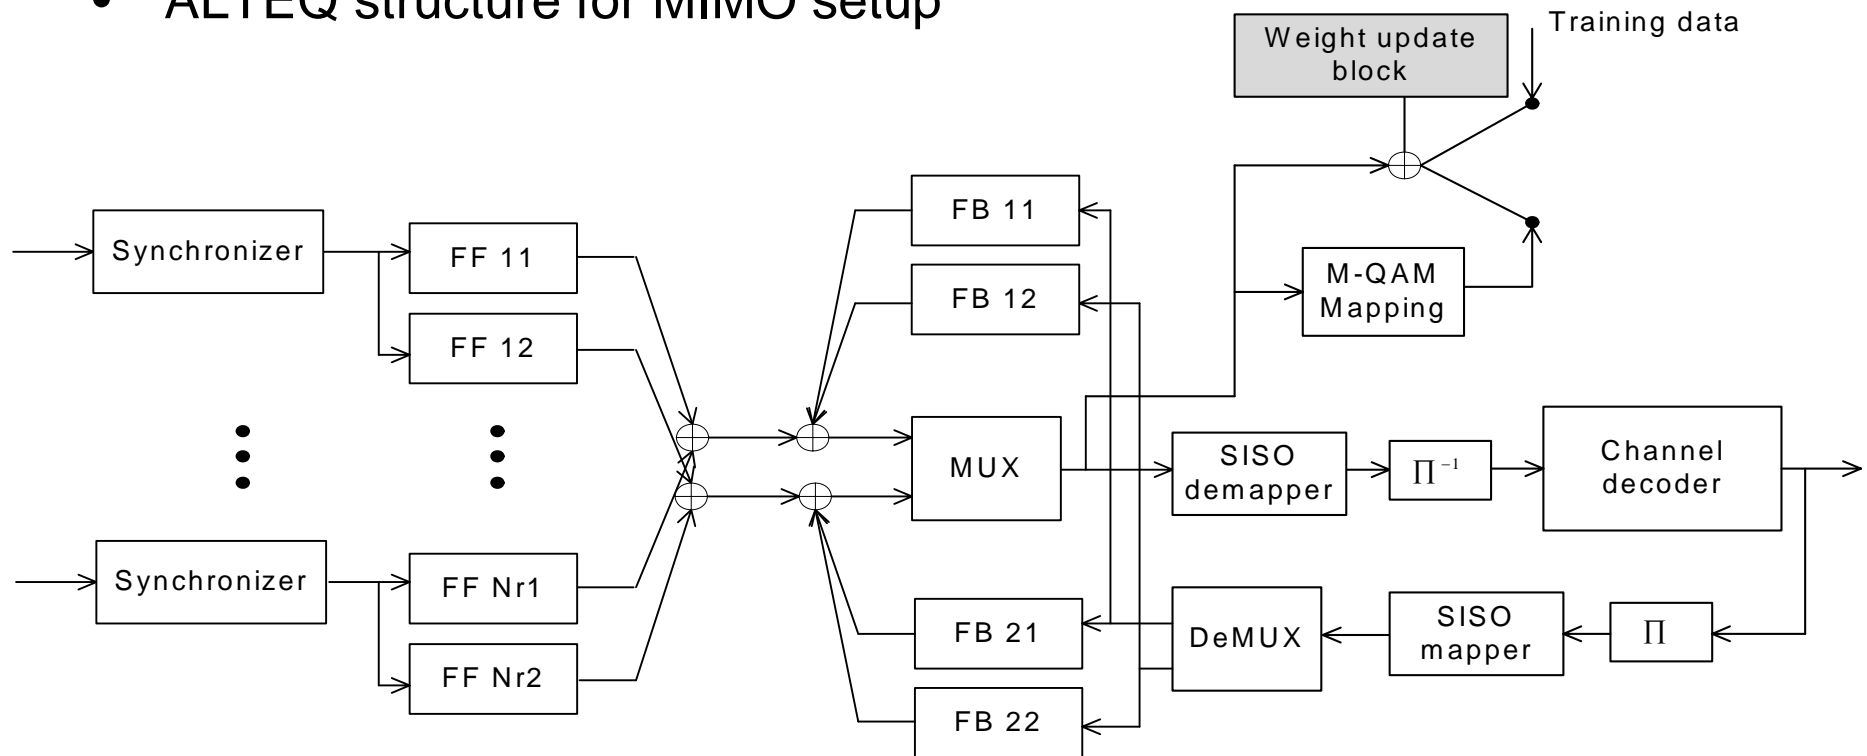 • ALTEQ structure for MIMO setup
Training data
Weight update
block
Synchronizer
FF 11
FF 12
FB 11
FB 12
M-QAM
Mapping
MUX
SISO
demapper
Π⁻¹
Channel
decoder
Synchronizer
FF Nr1
FF Nr2
FB 21
FB 22
DeMUX
SISO
mapper
Π